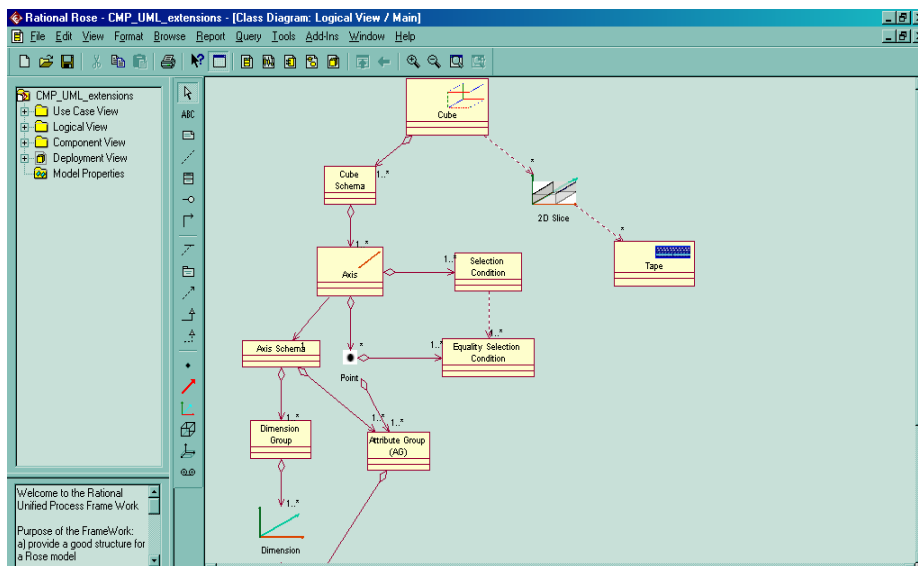 Rational Rose - CMP_UML_extensions - [Class Diagram: Logical View / Main]
File Edit View Format Browse Report Query Tools Add-Ins Window Help
CMP_UML_extensions
Use Case View
Logical View
Component View
Deployment View
Model Properties
ABC
Cube
1..*
Cube
Schema
*
2D Slice
*
Tape
1..*
Axis
1..*
Selection
Condition
1
Axis Schema
*
Point
1..*
1..*
Equality Selection
Condition
1..*
Dimension
Group
1..*
1..*
Attribute Group
(AG)
1..*
Dimension
Welcome to the Rational
Unified Process Frame Work
Purpose of the FrameWork:
a) provide a good structure for
a Rose model